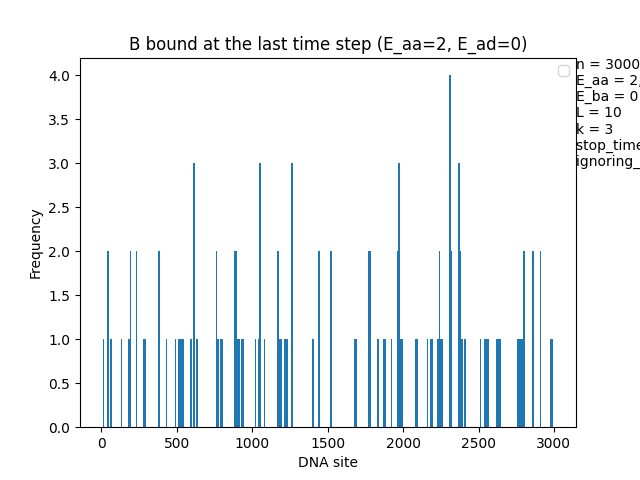 B bound at the last time step (E_aa=2, E_ad=0)
4.0
3.5
3.0
2.5
2.0
1.5
1.0
0.5
0.0
Frequency
0 500 1000 1500 2000 2500 3000
DNA site
n = 3000
E_aa = 2,
E_ba = 0
L = 10
k = 3
stop_time
ignoring_